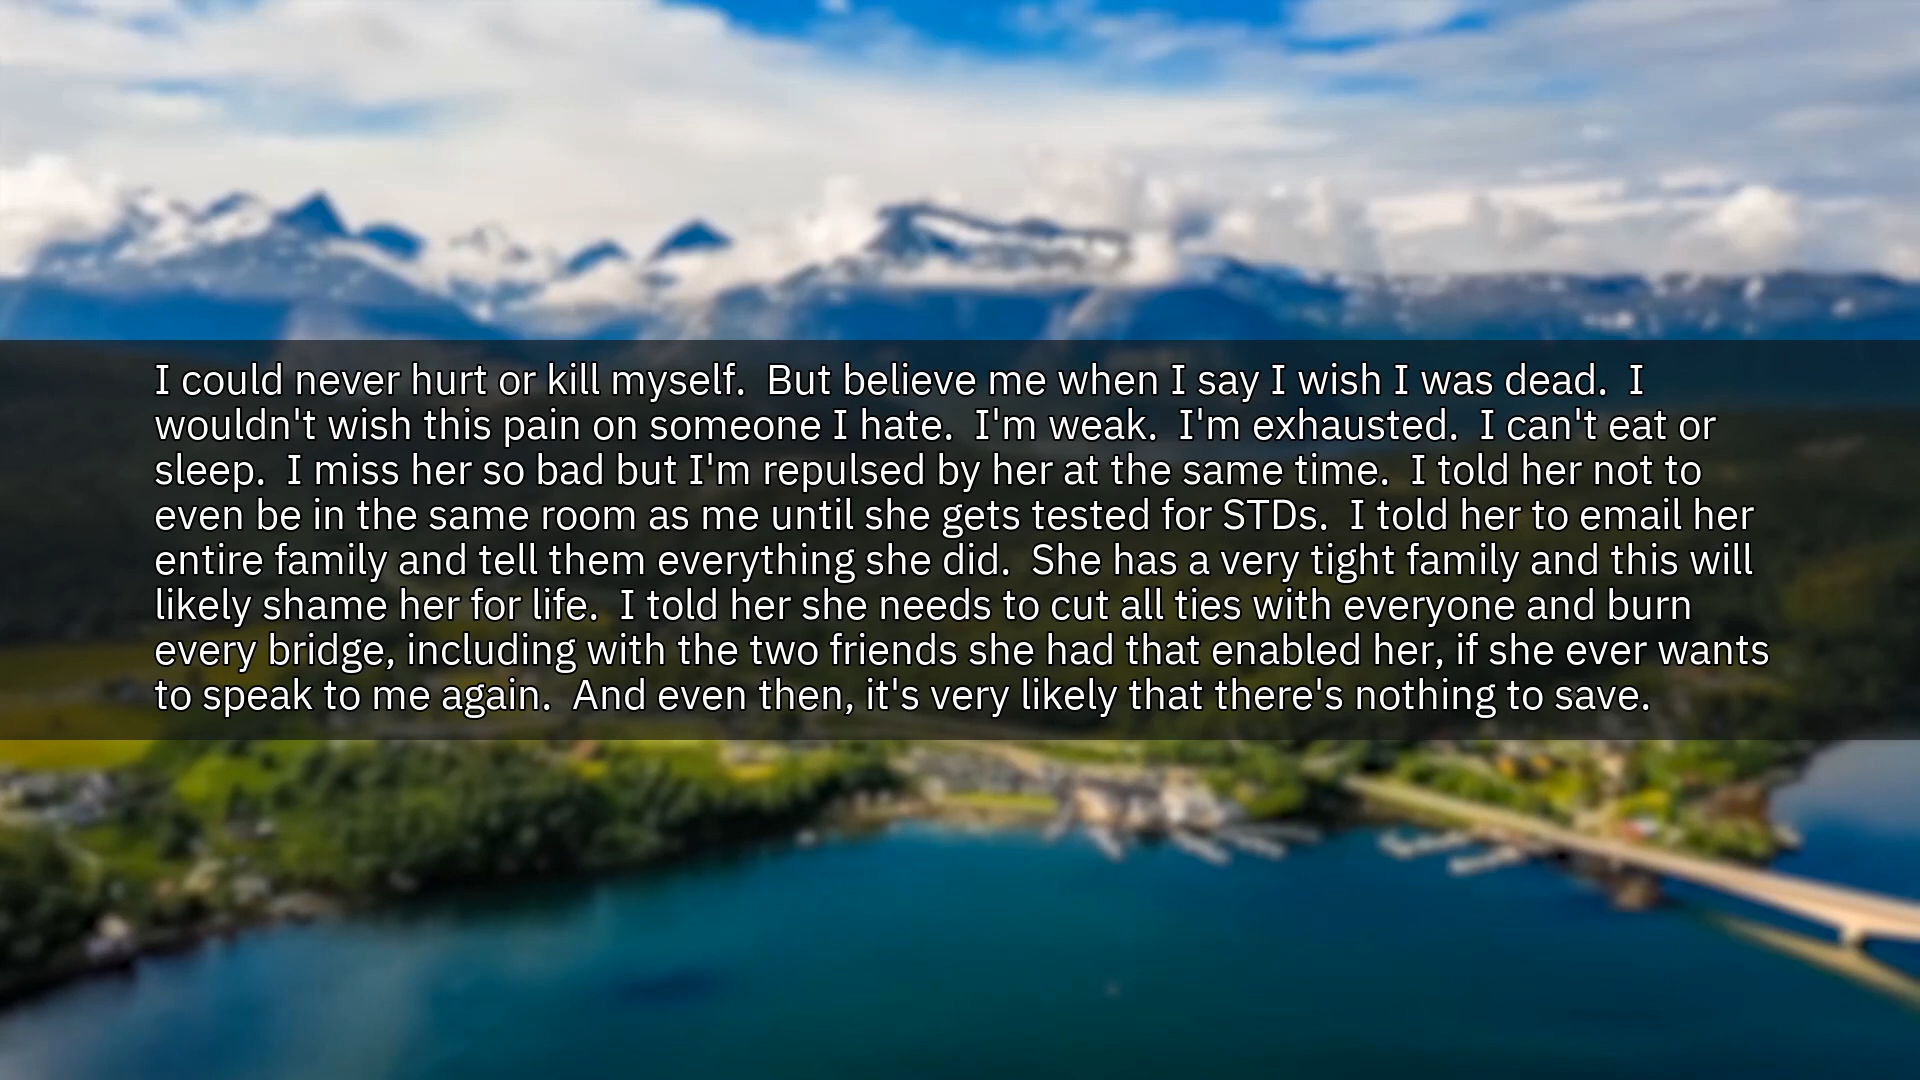 I could never hurt or kill myself.  But believe me when I say I wish I was dead.  I
wouldn't wish this pain on someone I hate.  I'm weak.  I'm exhausted.  I can't eat or
sleep.  I miss her so bad but I'm repulsed by her at the same time.  I told her not to
even be in the same room as me until she gets tested for STDs.  I told her to email her
entire family and tell them everything she did.  She has a very tight family and this will
likely shame her for life.  I told her she needs to cut all ties with everyone and burn
every bridge, including with the two friends she had that enabled her, if she ever wants
to speak to me again.  And even then, it's very likely that there's nothing to save.